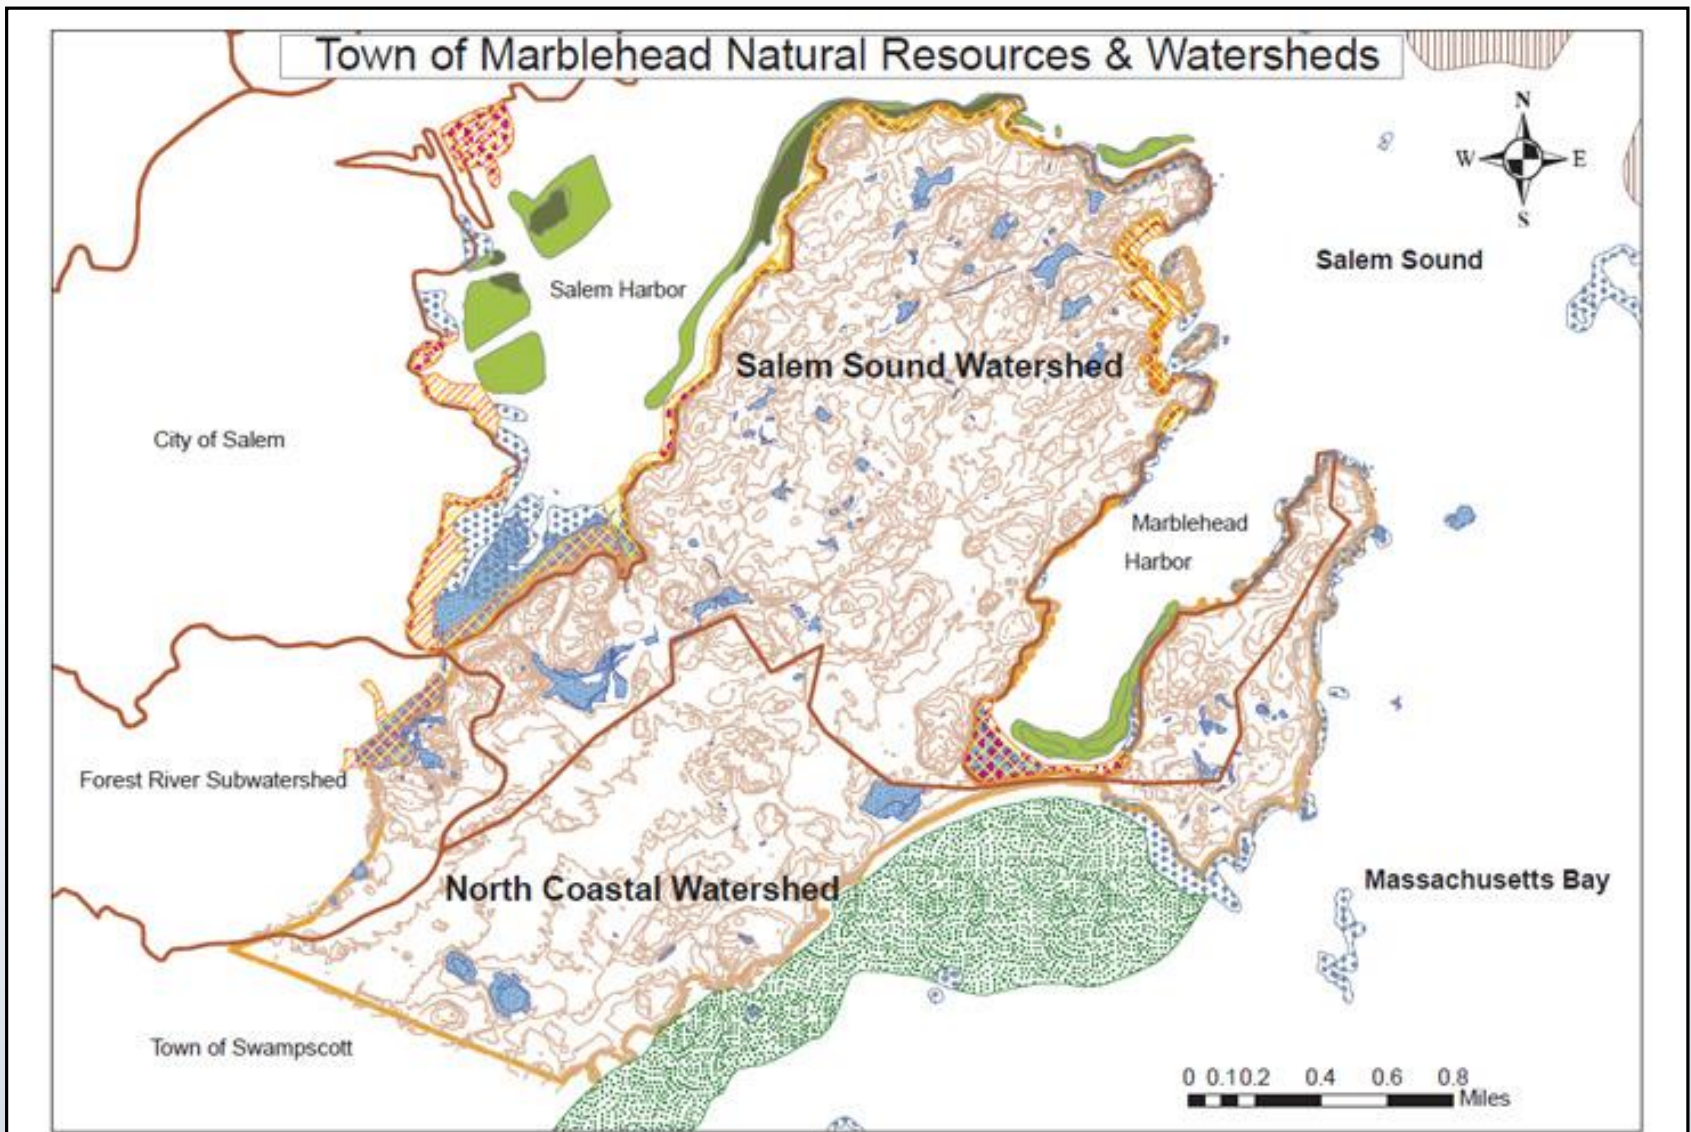 Town of Marblehead Natural Resources & Watersheds
N
W E
S
Salem Sound
Salem Harbor
Salem Sound Watershed
City of Salem
Marblehead
Harbor
Forest River Subwatershed
North Coastal Watershed
Massachusetts Bay
Town of Swampscott
0 0.1 0.2 0.4 0.6 0.8
Miles